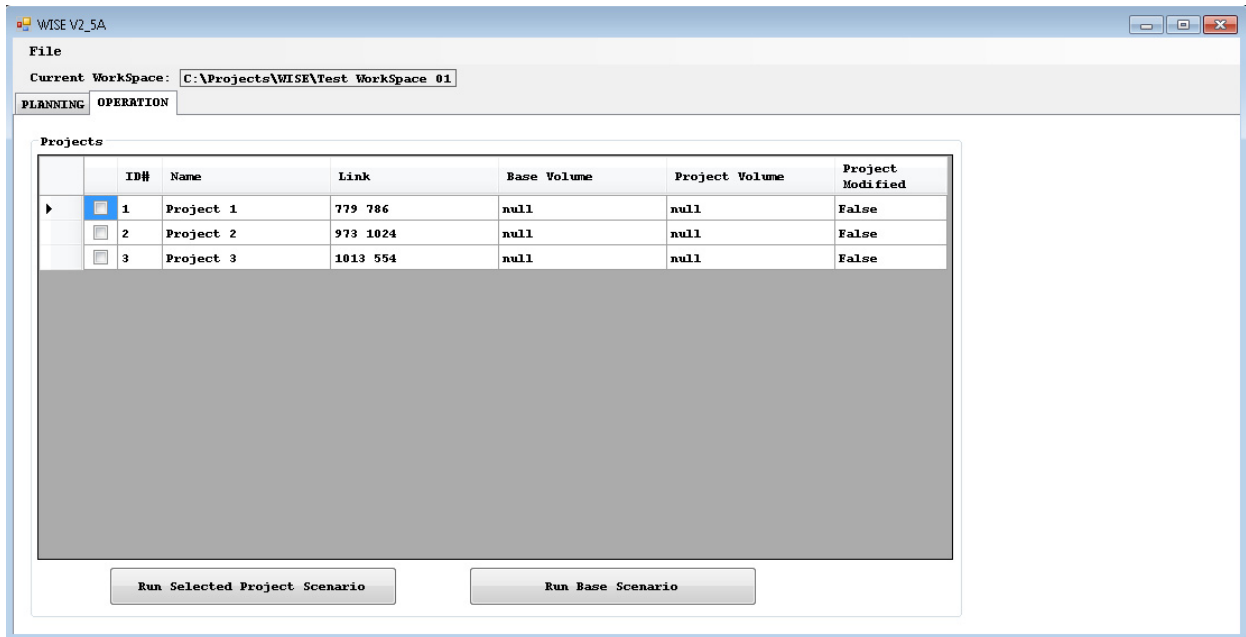 WISE V2_5A
File
Current WorkSpace: C:\Projects\WISE\Test WorkSpace 01
PLANNING OPERATION
Projects
ID# Name Link Base Volume Project Volume Project Modified
1 Project 1 779 786 null null False
2 Project 2 973 1024 null null False
3 Project 3 1013 554 null null False
Run Selected Project Scenario Run Base Scenario